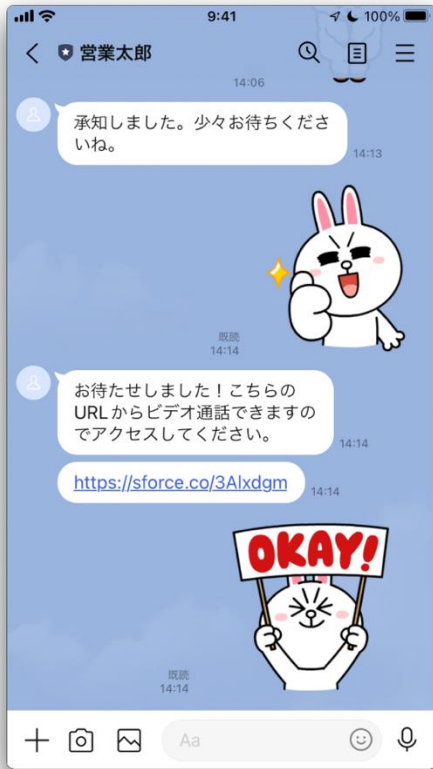 9:41
100%
営業太郎
14:06
承知しました。少々お待ちくださ
いね。
14:13
既読
14:14
お待たせしました！こちらの
URLからビデオ通話できますの
でアクセスしてください。
14:14
https://sforce.co/3Alxdgm
14:14
OKAY!
既読
14:14
Aa